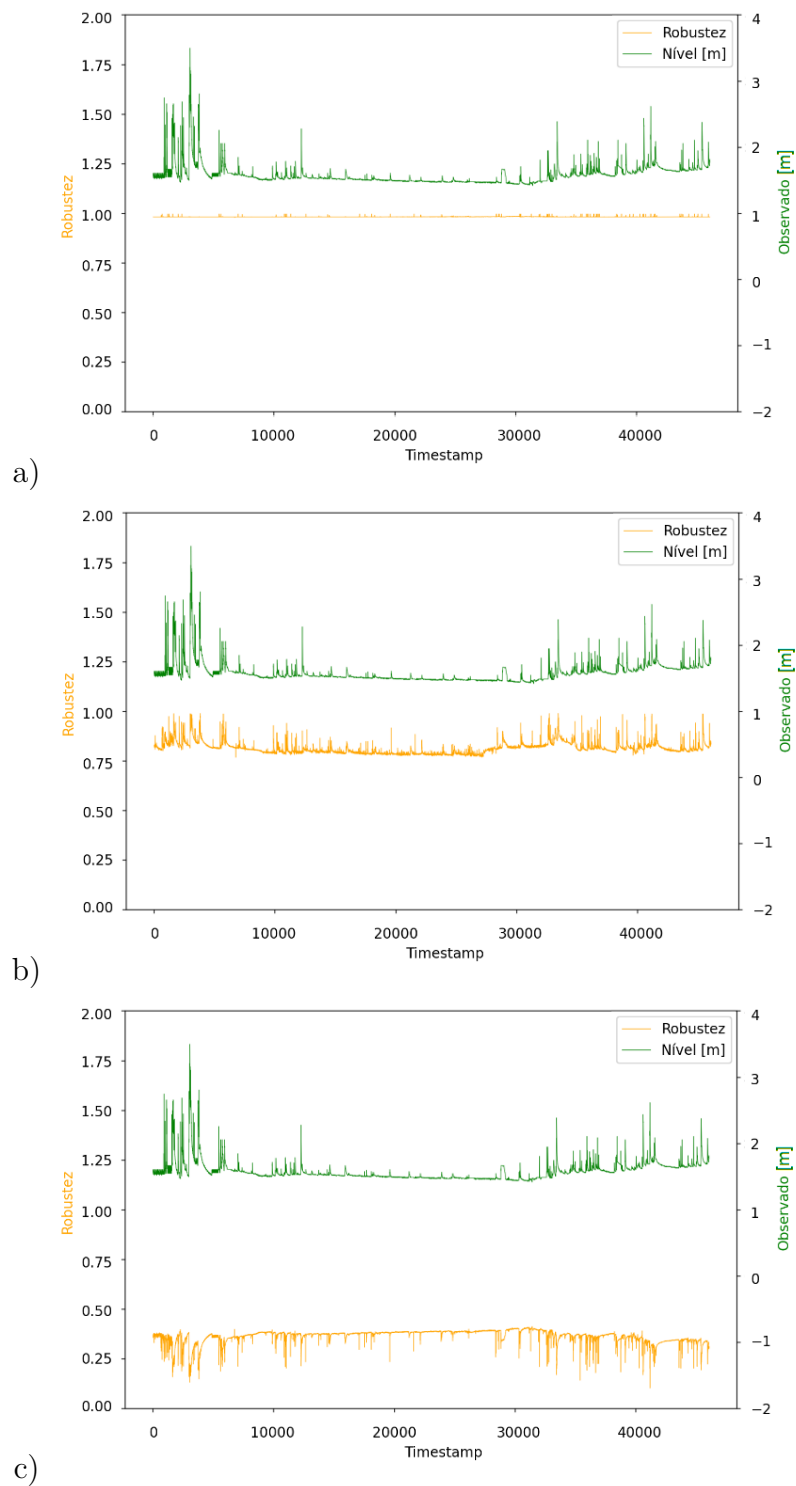 2.00
1.75
1.50
1.25
1.00
0.75
0.50
0.25
0.00
Robustez
4
3
2
1
0
−1
−2
Observado [m]
Robustez
Nível [m]
0 10000 20000 30000 40000
Timestamp
a)
2.00
1.75
1.50
1.25
1.00
0.75
0.50
0.25
0.00
Robustez
4
3
2
1
0
−1
−2
Observado [m]
Robustez
Nível [m]
0 10000 20000 30000 40000
Timestamp
b)
2.00
1.75
1.50
1.25
1.00
0.75
0.50
0.25
0.00
Robustez
4
3
2
1
0
−1
−2
Observado [m]
Robustez
Nível [m]
0 10000 20000 30000 40000
Timestamp
c)